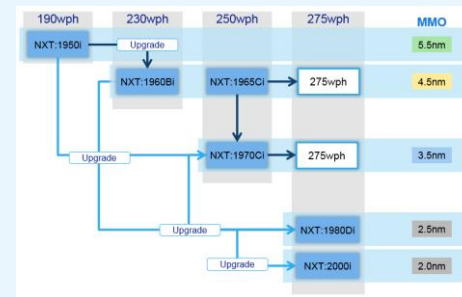 190wph 230wph 250wph 275wph MMO
NXT:1950i Upgrade 5.5nm
NXT:1960Bi NXT:1965Ci 275wph 4.5nm
Upgrade NXT:1970Ci 275wph 3.5nm
Upgrade NXT:1980Di 2.5nm
Upgrade NXT:2000i 2.0nm